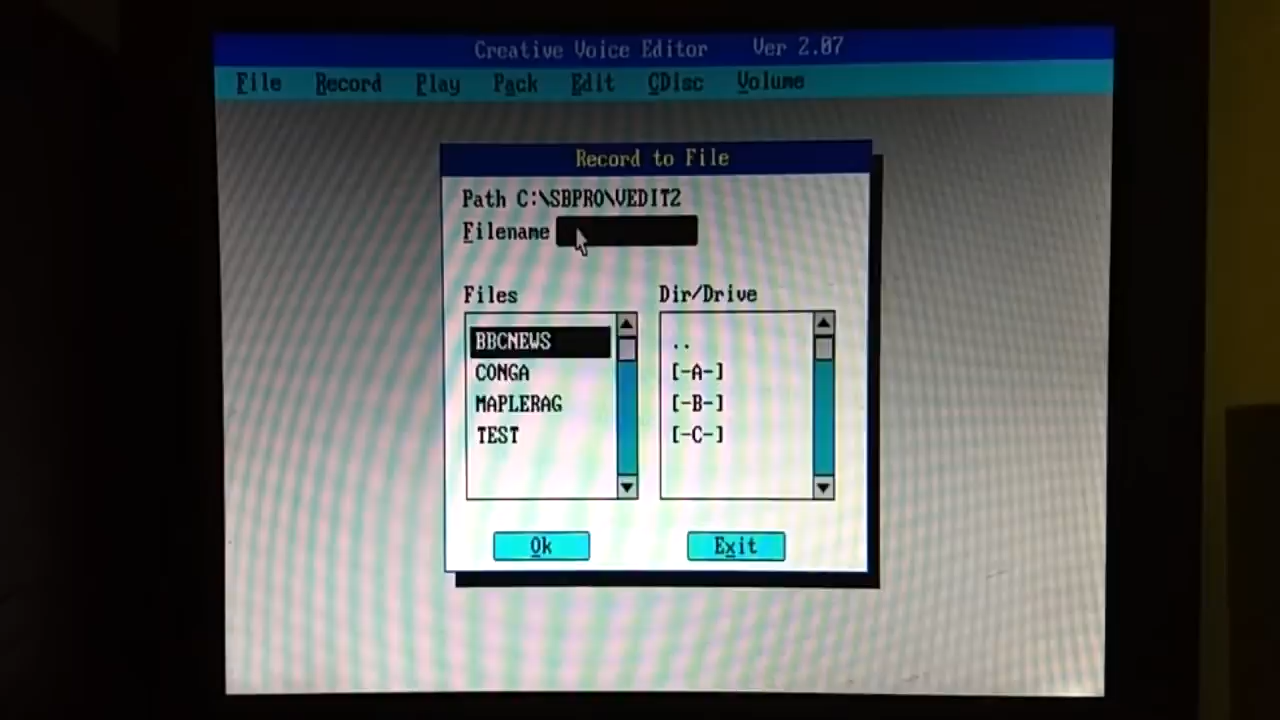 Creative Voice Editor Ver 2.07
File Record Play Pack Edit CDisc Volume
Record to File
Path C:\SBPRO\VEDIT2
Filename
Files
BBCNEWS
CONGA
MAPLERAG
TEST
Dir/Drive
..
[-A-]
[-B-]
[-C-]
Ok Exit